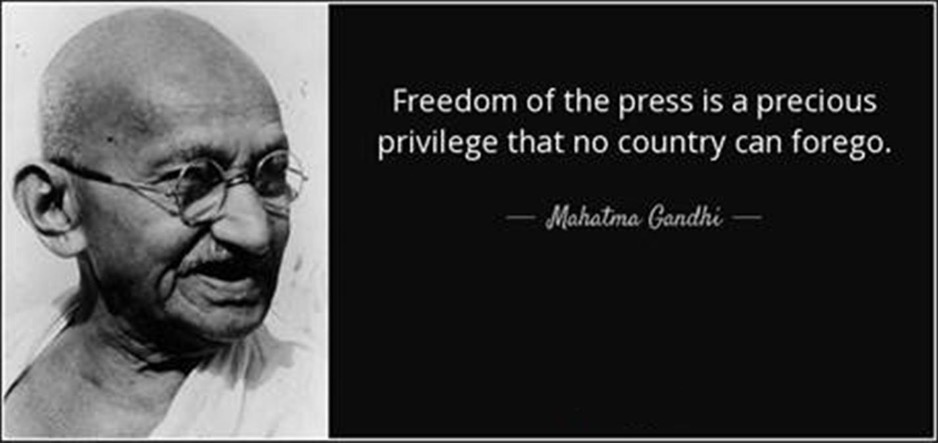 Freedom of the press is a precious
privilege that no country can forego.
— Mahatma Gandhi —